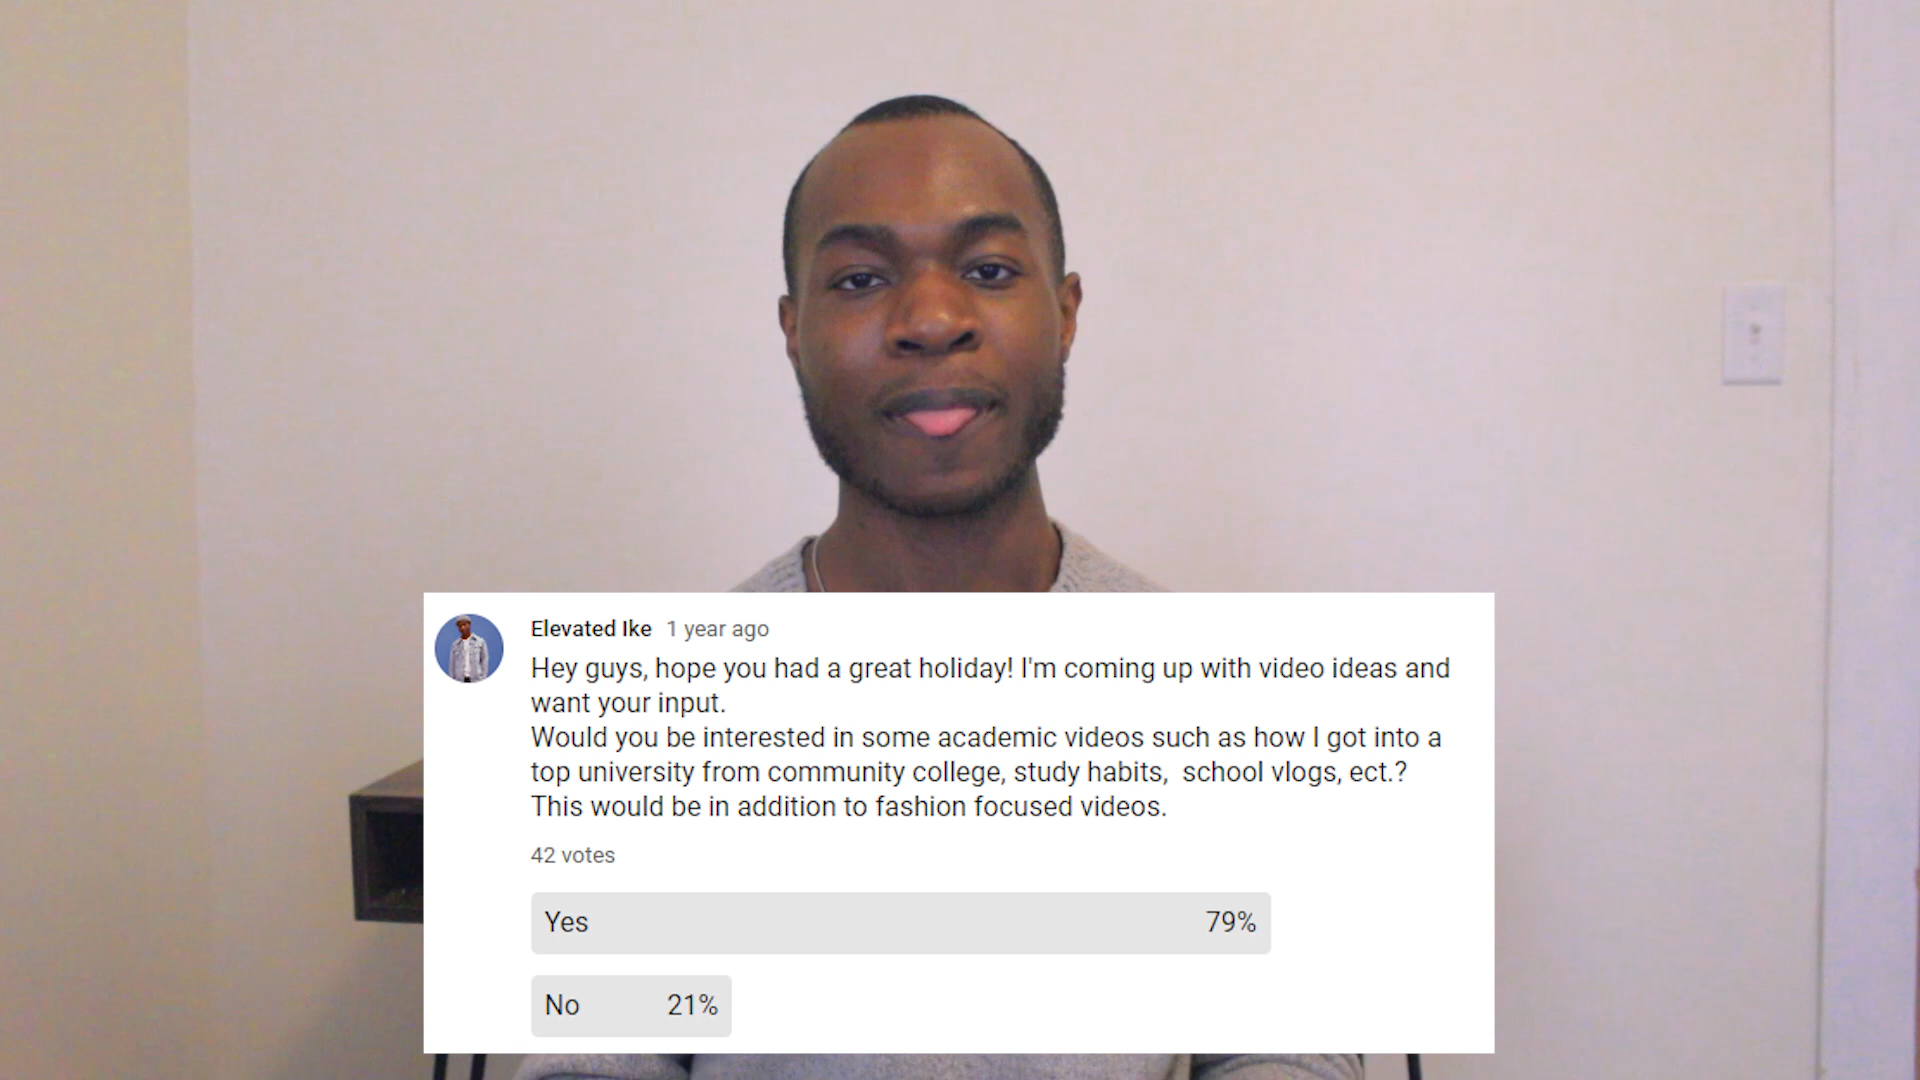 Elevated Ike 1 year ago
Hey guys, hope you had a great holiday! I'm coming up with video ideas and
want your input.
Would you be interested in some academic videos such as how I got into a
top university from community college, study habits,  school vlogs, ect.?
This would be in addition to fashion focused videos.
42 votes
Yes 79%
No 21%